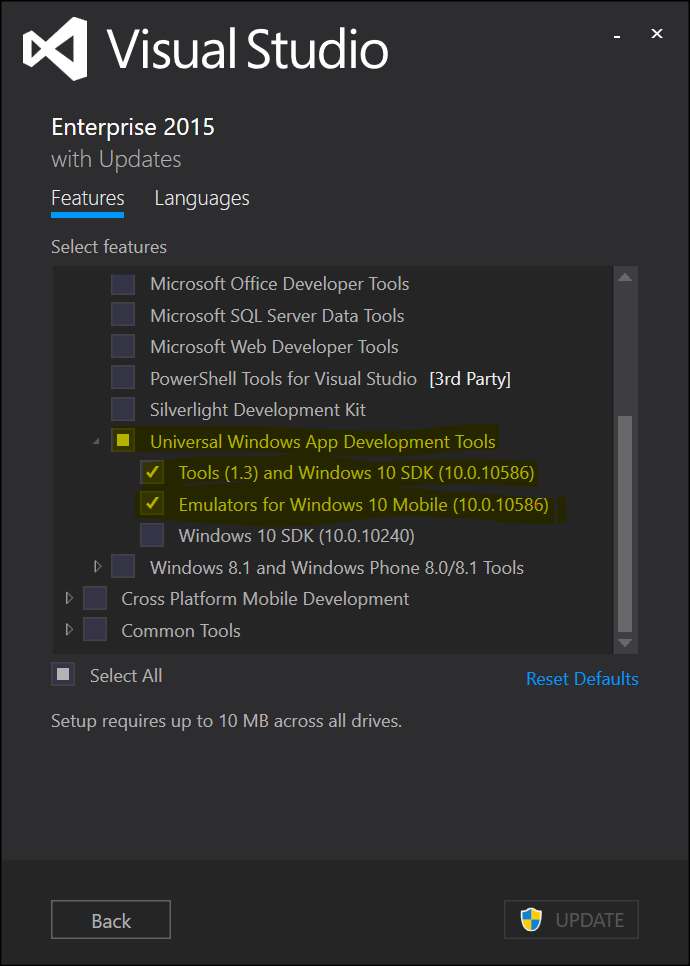 Visual Studio
Enterprise 2015
with Updates
Features Languages
Select features
Microsoft Office Developer Tools
Microsoft SQL Server Data Tools
Microsoft Web Developer Tools
PowerShell Tools for Visual Studio [3rd Party]
Silverlight Development Kit
Universal Windows App Development Tools
Tools (1.3) and Windows 10 SDK (10.0.10586)
Emulators for Windows 10 Mobile (10.0.10586)
Windows 10 SDK (10.0.10240)
Windows 8.1 and Windows Phone 8.0/8.1 Tools
Cross Platform Mobile Development
Common Tools
Select All
Reset Defaults
Setup requires up to 10 MB across all drives.
Back
UPDATE